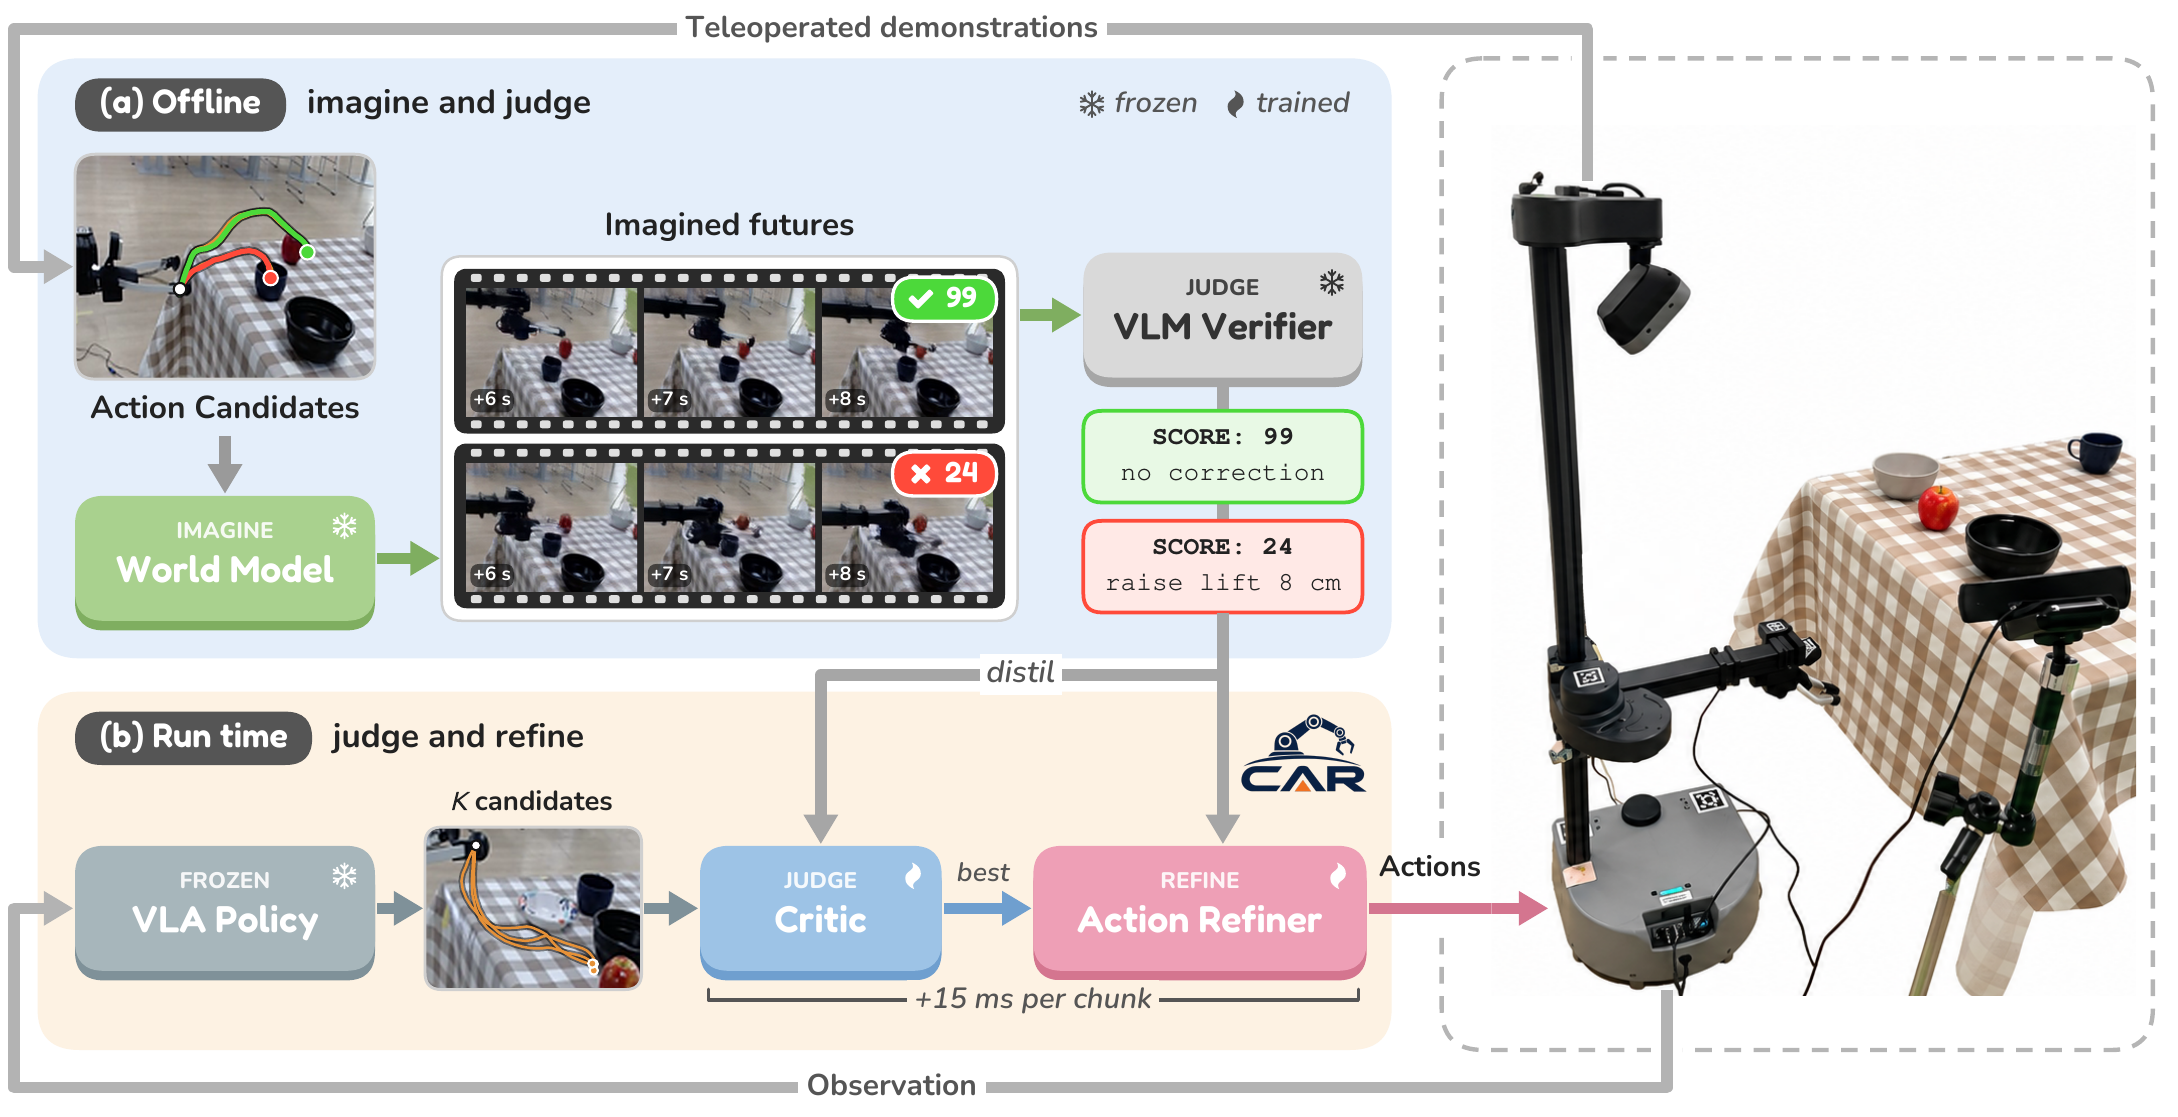 Teleoperated demonstrations
(a) Offline
imagine and judge
frozen
trained
Action Candidates
IMAGINE
World Model
Imagined futures
99
+6 s
+7 s
+8 s
24
+6 s
+7 s
+8 s
JUDGE
VLM Verifier
SCORE: 99
no correction
SCORE: 24
raise lift 8 cm
distil
(b) Run time
judge and refine
CAR
FROZEN
VLA Policy
K candidates
JUDGE
Critic
best
REFINE
Action Refiner
+15 ms per chunk
Actions
Observation